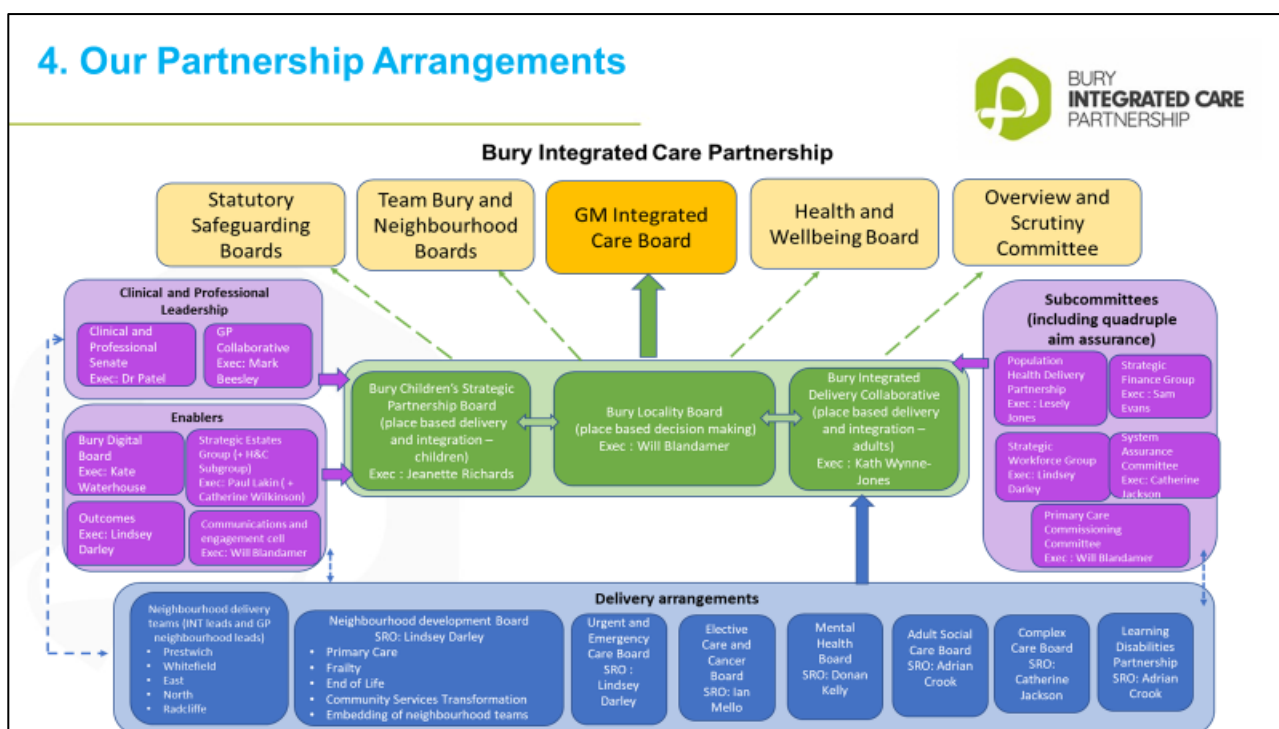 4. Our Partnership Arrangements
BURY
INTEGRATED CARE
PARTNERSHIP
Bury Integrated Care Partnership
Statutory
Safeguarding
Boards
Team Bury and
Neighbourhood
Boards
GM Integrated
Care Board
Health and
Wellbeing Board
Overview and
Scrutiny
Committee
Clinical and Professional
Leadership
Clinical and
Professional
Senate
Exec: Dr Patel
GP
Collaborative
Exec: Mark
Beesley
Enablers
Bury Digital
Board
Exec: Kate
Waterhouse
Strategic Estates
Group (+ H&C
Subgroup)
Exec: Paul Lakin ( +
Catherine Wilkinson)
Outcomes
Exec: Lindsey
Darley
Communications and
engagement cell
Exec: Will Blandamer
Bury Children's Strategic
Partnership Board
(place based delivery
and integration –
children)
Exec : Jeanette Richards
Bury Locality Board
(place based decision making)
Exec : Will Blandamer
Bury Integrated
Delivery Collaborative
(place based delivery
and integration –
adults)
Exec : Kath Wynne-
Jones
Subcommittees
(including quadruple
aim assurance)
Population
Health Delivery
Partnership
Exec : Lesely
Jones
Strategic
Finance Group
Exec : Sam
Evans
Strategic
Workforce Group
Exec: Lindsey
Darley
System
Assurance
Committee
Exec: Catherine
Jackson
Primary Care
Commissioning
Committee
Exec : Will Blandamer
Delivery arrangements
Neighbourhood delivery
teams (INT leads and GP
neighbourhood leads)
• Prestwich
• Whitefield
• East
• North
• Radcliffe
Neighbourhood development Board
SRO: Lindsey Darley
• Primary Care
• Frailty
• End of Life
• Community Services Transformation
• Embedding of neighbourhood teams
Urgent and
Emergency
Care Board
SRO :
Lindsey
Darley
Elective
Care and
Cancer
Board
SRO: Ian
Mello
Mental
Health
Board
SRO: Donan
Kelly
Adult Social
Care Board
SRO: Adrian
Crook
Complex
Care Board
SRO:
Catherine
Jackson
Learning
Disabilities
Partnership
SRO: Adrian
Crook